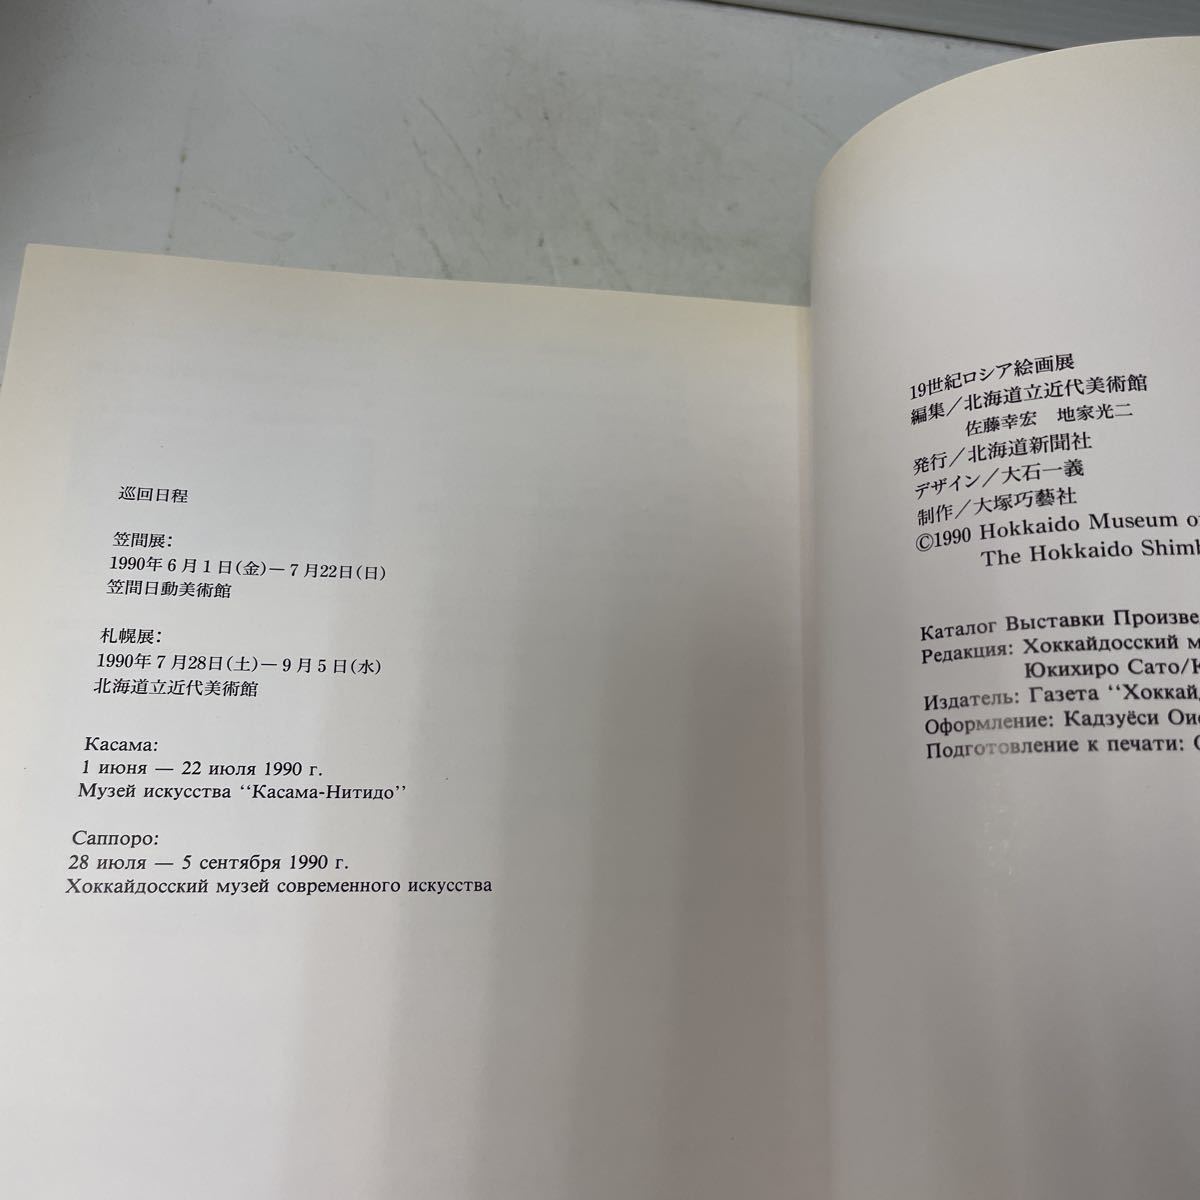 巡回日程
笠間展:
1990年6月1日(金)―7月22日(日)
笠間日動美術館
札幌展:
1990年7月28日(土)―9月5日(水)
北海道立近代美術館
Касама:
1 июня — 22 июля 1990 г.
Музей искусства “Касама-Нитидо”
Саппоро:
28 июля — 5 сентября 1990 г.
Хоккайдосский музей современного искусства
19世紀ロシア絵画展
編集/北海道立近代美術館
佐藤幸宏 地家光二
発行/北海道新聞社
デザイン/大石一義
制作/大塚巧藝社
©1990 Hokkaido Museum
The Hokkaido
Каталог Выставки
Редакция: Хоккайдосский
Юкихиро Сато/
Издатель: Газета
Оформление: Кадзуёси
Подготовление к печати: